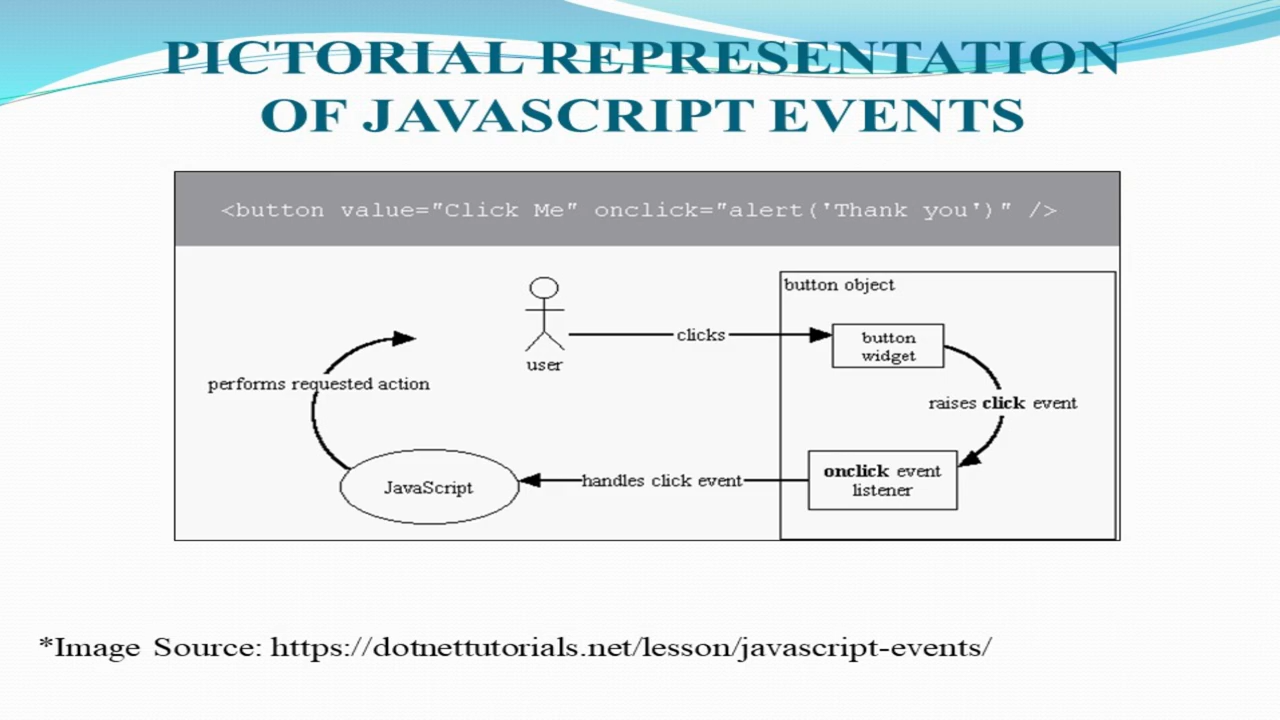 PICTORIAL REPRESENTATION
OF JAVASCRIPT EVENTS
<button value="Click Me" onclick="alert('Thank you')" />
button object
user
clicks
button
widget
performs requested action
raises click event
JavaScript
handles click event
onclick event
listener
*Image Source: https://dotnettutorials.net/lesson/javascript-events/